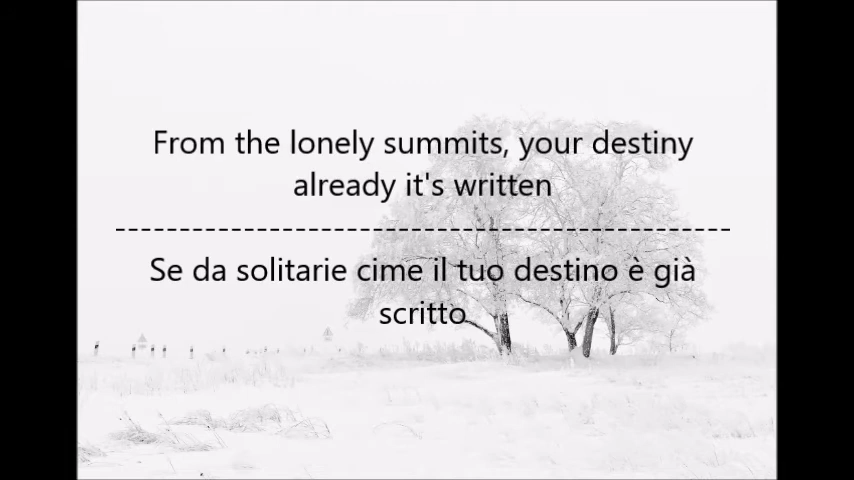 From the lonely summits, your destiny
already it's written
------------------------------------------------
Se da solitarie cime il tuo destino è già
scritto